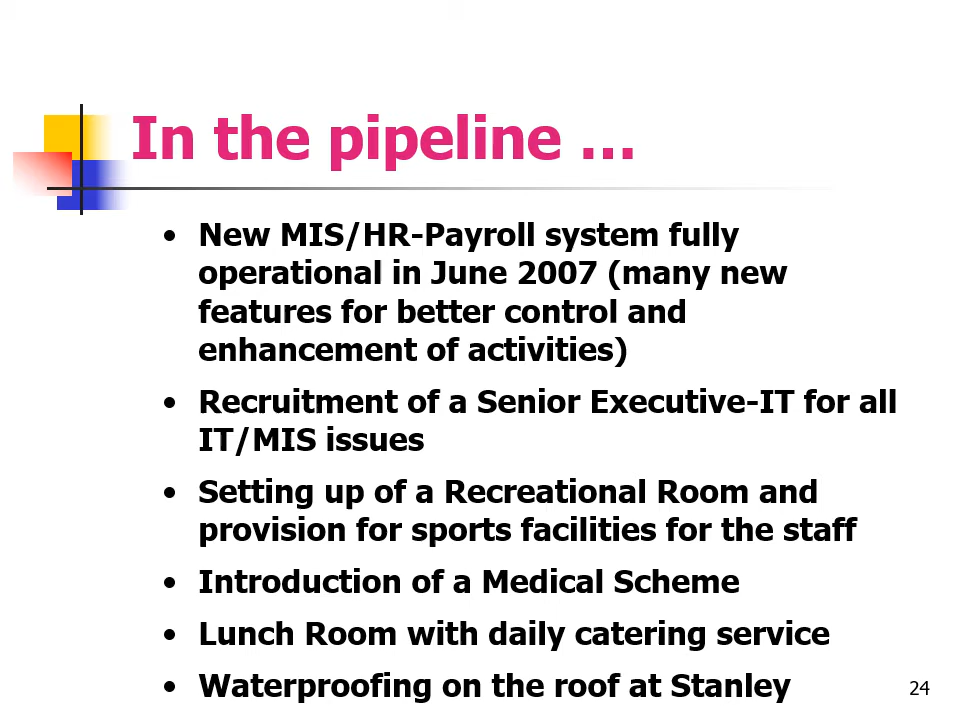 In the pipeline ...
• New MIS/HR-Payroll system fully
operational in June 2007 (many new
features for better control and
enhancement of activities)
• Recruitment of a Senior Executive-IT for all
IT/MIS issues
• Setting up of a Recreational Room and
provision for sports facilities for the staff
• Introduction of a Medical Scheme
• Lunch Room with daily catering service
• Waterproofing on the roof at Stanley
24